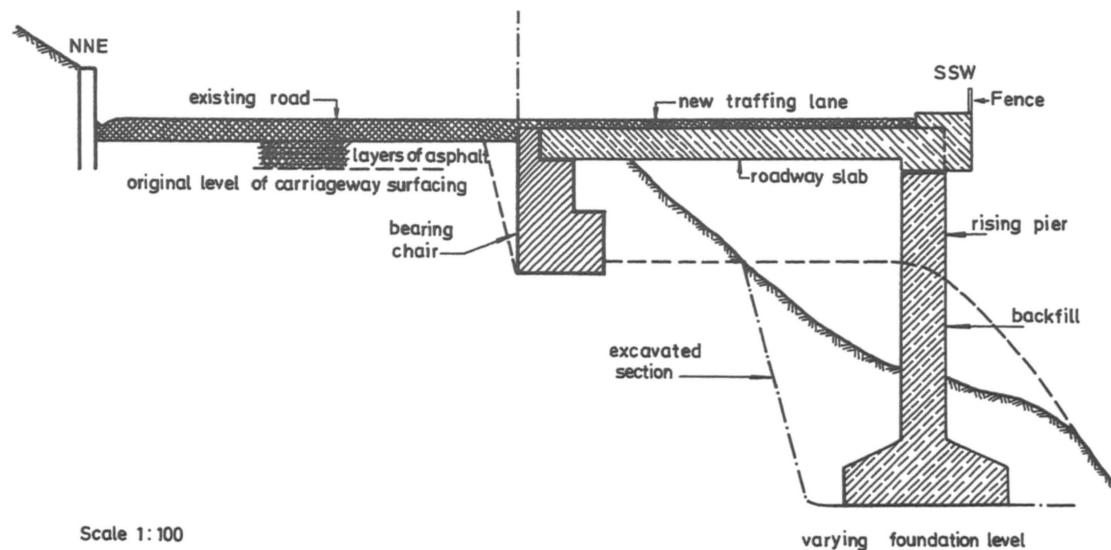 NNE
SSW
existing road
new traffing lane
Fence
layers of asphalt
original level of carriageway surfacing
roadway slab
bearing
chair
rising pier
backfill
excavated
section
Scale 1:100
varying foundation level